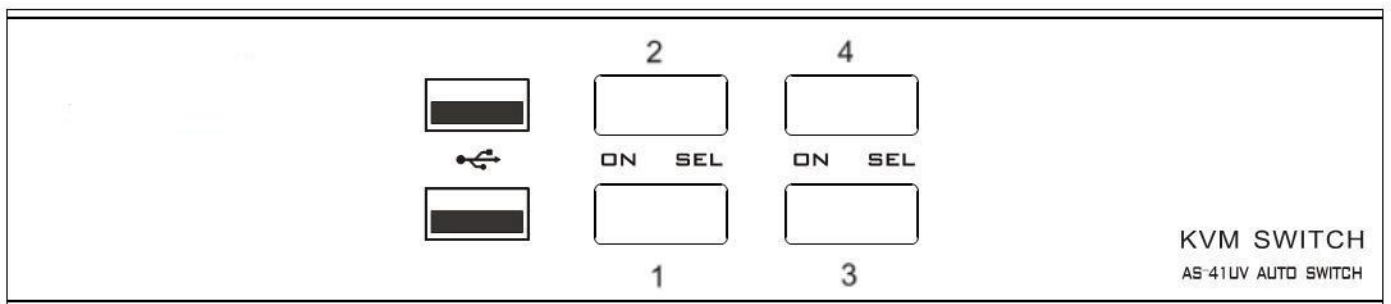 2 4
ON SEL ON SEL
1 3
KVM SWITCH
AS-41UV AUTO SWITCH